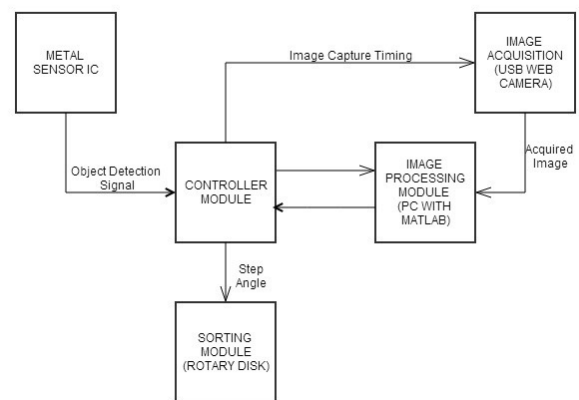 METAL
SENSOR IC
Image Capture Timing
IMAGE
ACQUISITION
(USB WEB
CAMERA)
Acquired
Image
Object Detection
Signal
CONTROLLER
MODULE
IMAGE
PROCESSING
MODULE
(PC WITH
MATLAB)
Step
Angle
SORTING
MODULE
(ROTARY DISK)